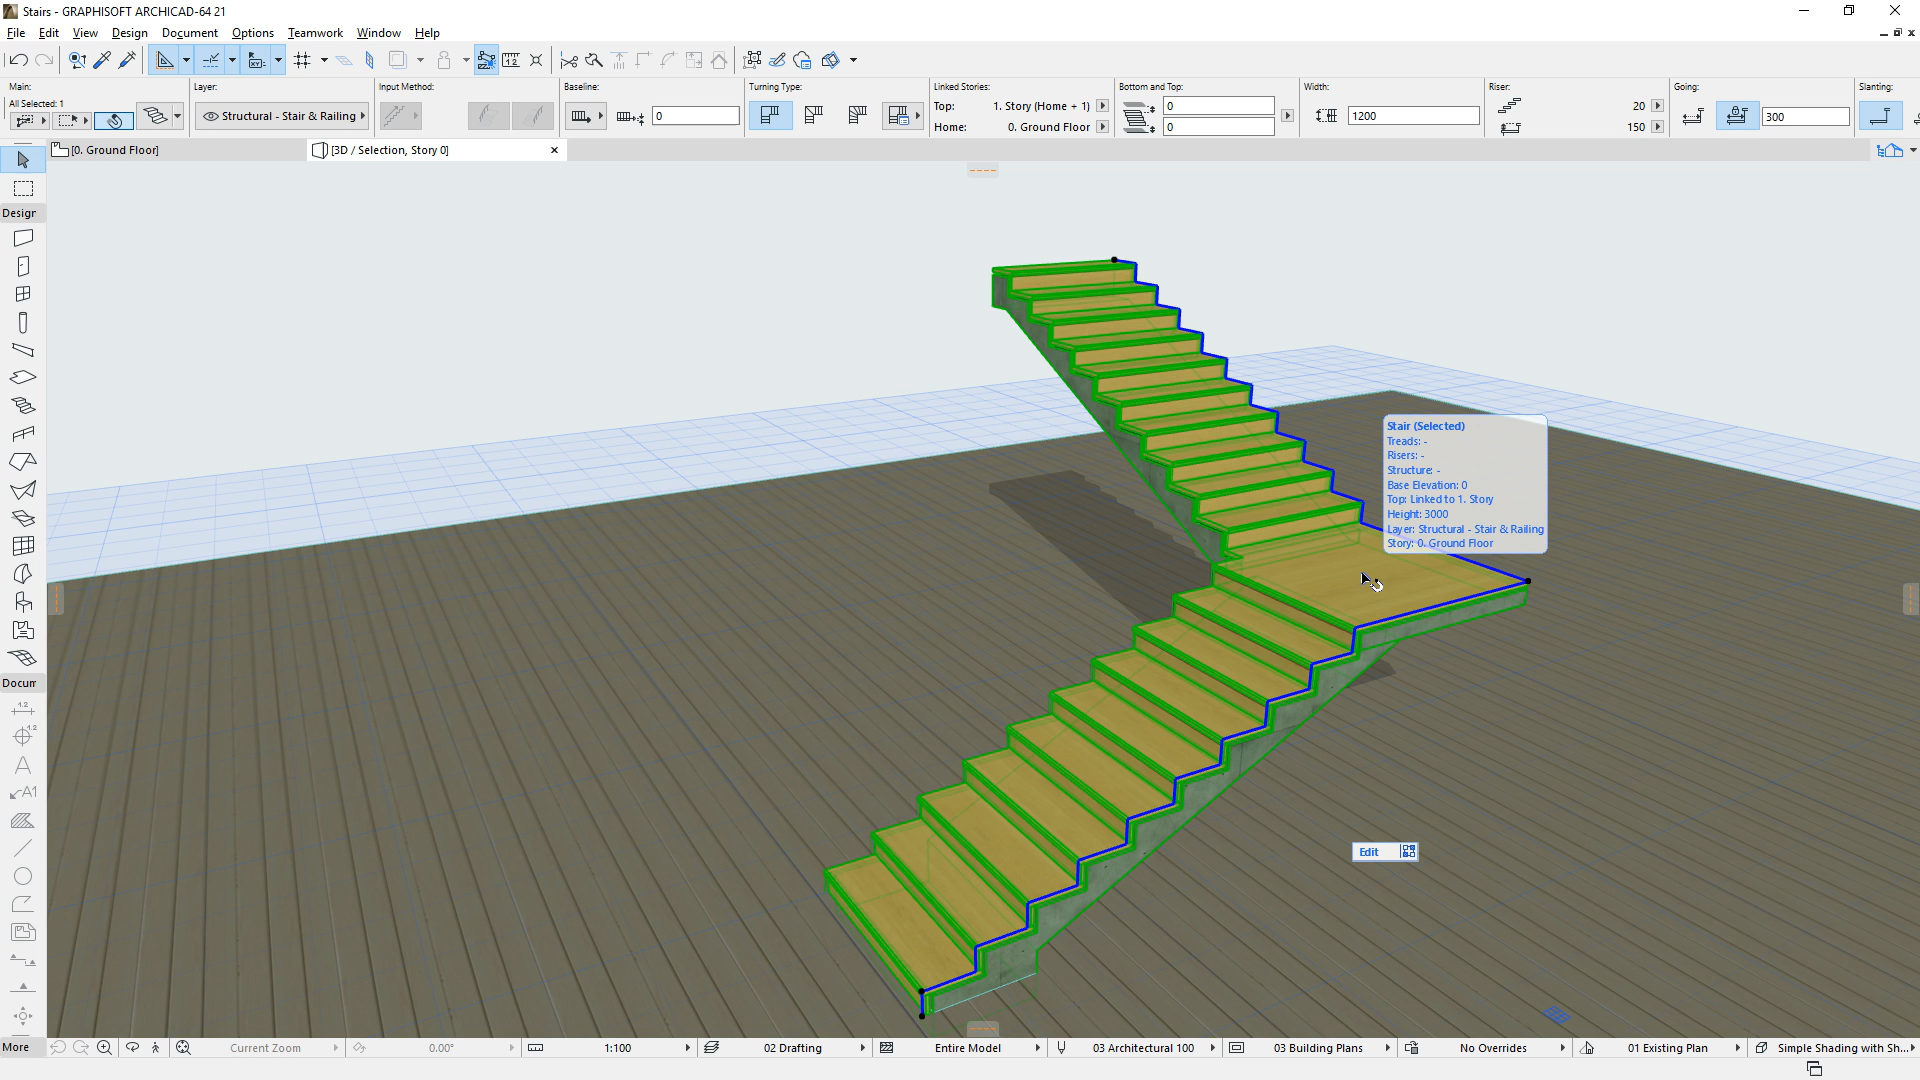 Stairs - GRAPHISOFT ARCHICAD-64 21
File Edit View Design Document Options Teamwork Window Help
Main:
All Selected: 1
Layer:
Structural - Stair & Railing
Input Method:
Baseline:
0
Turning Type:
Linked Stories:
Top: 1. Story (Home + 1)
Home: 0. Ground Floor
Bottom and Top:
0
0
Width:
1200
Riser:
20
150
Going:
300
Slanting:
[0. Ground Floor]
[3D / Selection, Story 0]
Design
Stair (Selected)
Treads: -
Risers: -
Structure: -
Base Elevation: 0
Top: Linked to 1. Story
Height: 3000
Layer: Structural - Stair & Railing
Story: 0. Ground Floor
Docum
1.2
1.2
A
A1
Edit
More
Current Zoom
0.00°
1:100
02 Drafting
Entire Model
03 Architectural 100
03 Building Plans
No Overrides
01 Existing Plan
Simple Shading with Sh...